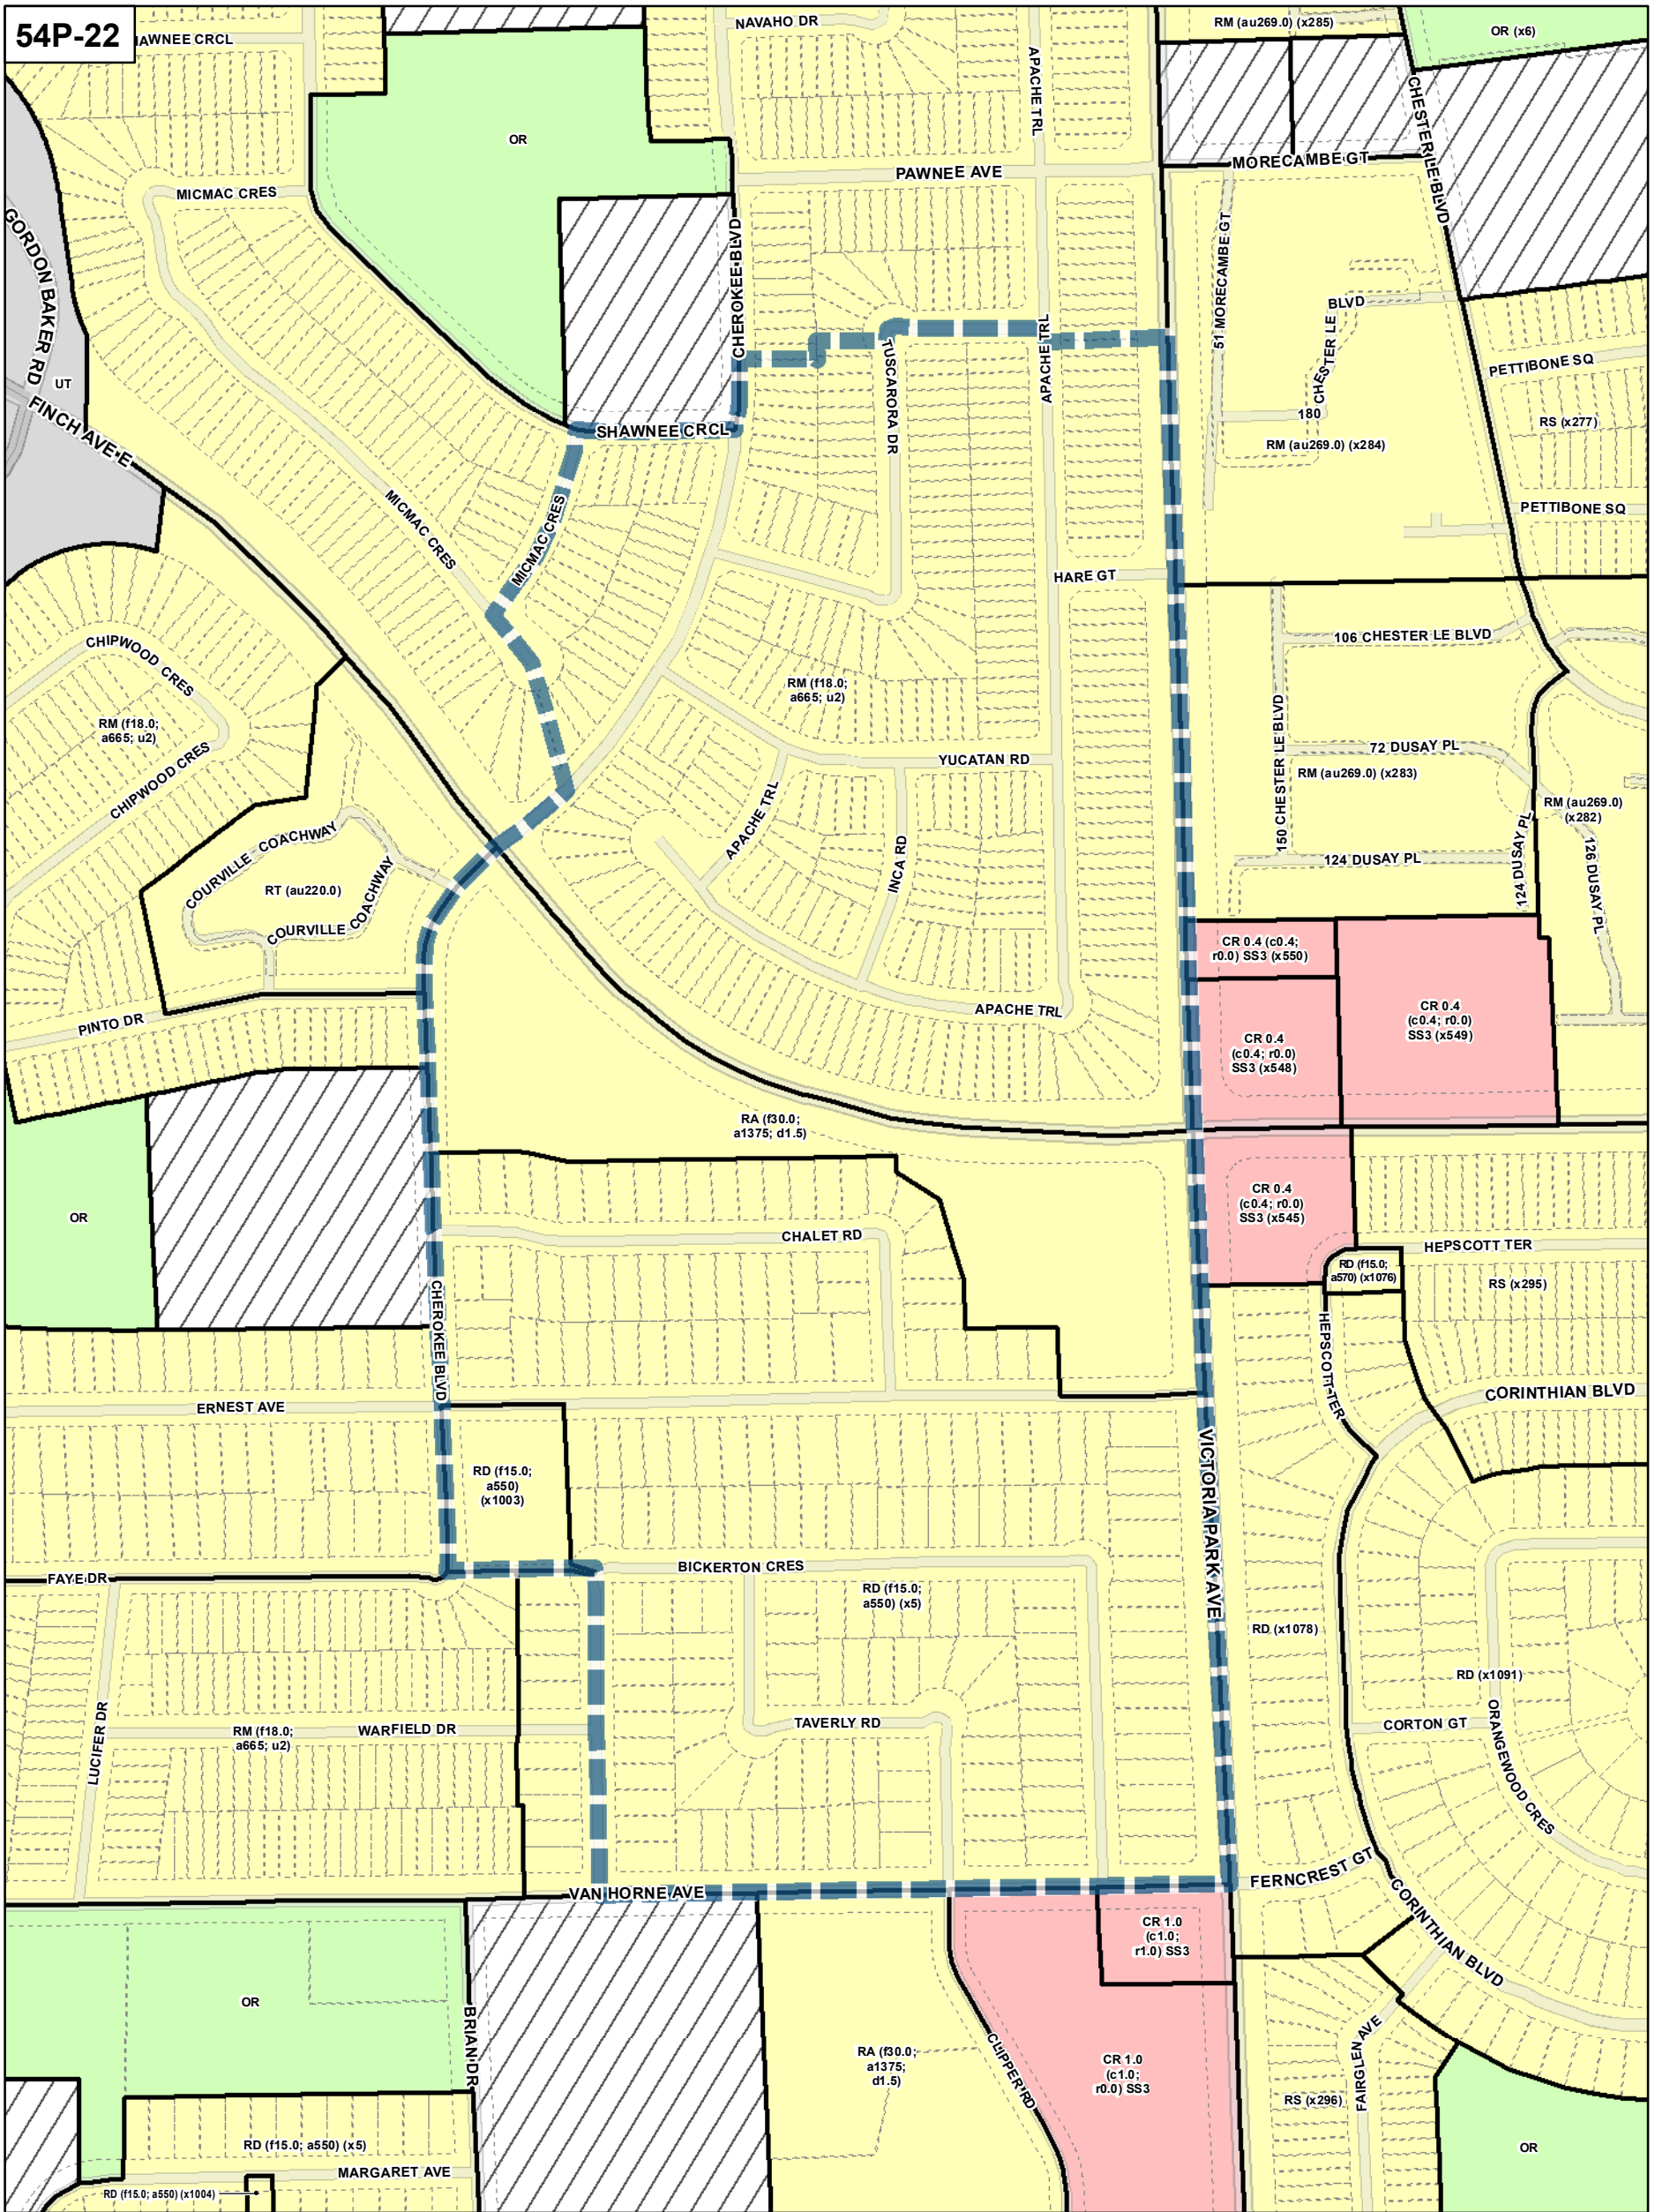 54P-22
AWNEE CRCL
NAVAHO DR
RM (au269.0) (x285)
OR (x6)
APACHE TRL
CHESTER LE BLVD
OR
PAWNEE AVE
MORECAMBE GT
MICMAC CRES
GORDON BAKER RD
CHEROKEE BLVD
51 MORECAMBE GT
BLVD
CHESTER LE
180
UT
TUSCARORA DR
APACHE TRL
PETTIBONE SQ
RS (x277)
FINCH AVE E
SHAWNEE CRCL
RM (au269.0) (x284)
MICMAC CRES
MICMAC CRES
PETTIBONE SQ
HARE GT
CHIPWOOD CRES
106 CHESTER LE BLVD
RM (f18.0;
a665; u2)
RM (f18.0;
a665; u2)
CHIPWOOD CRES
YUCATAN RD
150 CHESTER LE BLVD
72 DUSAY PL
RM (au269.0) (x283)
RM (au269.0)
(x282)
COURVILLE COACHWAY
APACHE TRL
INCA RD
124 DUSAY PL
124 DUSAY PL
126 DUSAY PL
RT (au220.0)
COURVILLE COACHWAY
CR 0.4 (c0.4;
r0.0) SS3 (x550)
PINTO DR
APACHE TRL
CR 0.4
(c0.4; r0.0)
SS3 (x549)
CR 0.4
(c0.4; r0.0)
SS3 (x548)
RA (f30.0;
a1375; d1.5)
OR
CR 0.4
(c0.4; r0.0)
SS3 (x545)
CHALET RD
HEPSCOTT TER
RD (f15.0;
a570) (x1076)
RS (x295)
CHEROKEE BLVD
HEPSCOTT TER
ERNEST AVE
CORINTHIAN BLVD
RD (f15.0;
a550)
(x1003)
VICTORIA PARK AVE
FAYE DR
BICKERTON CRES
RD (f15.0;
a550) (x5)
RD (x1078)
RD (x1091)
LUCIFER DR
RM (f18.0;
a665; u2)
WARFIELD DR
TAVERLY RD
CORTON GT
ORANGEWOOD CRES
VAN HORNE AVE
FERNCREST GT
CORINTHIAN BLVD
CR 1.0
(c1.0;
r1.0) SS3
OR
BRIAN DR
RA (f30.0;
a1375;
d1.5)
CLIPPER RD
CR 1.0
(c1.0;
r0.0) SS3
FAIRGLEN AVE
RS (x296)
RD (f15.0; a550) (x5)
OR
MARGARET AVE
RD (f15.0; a550) (x1004)